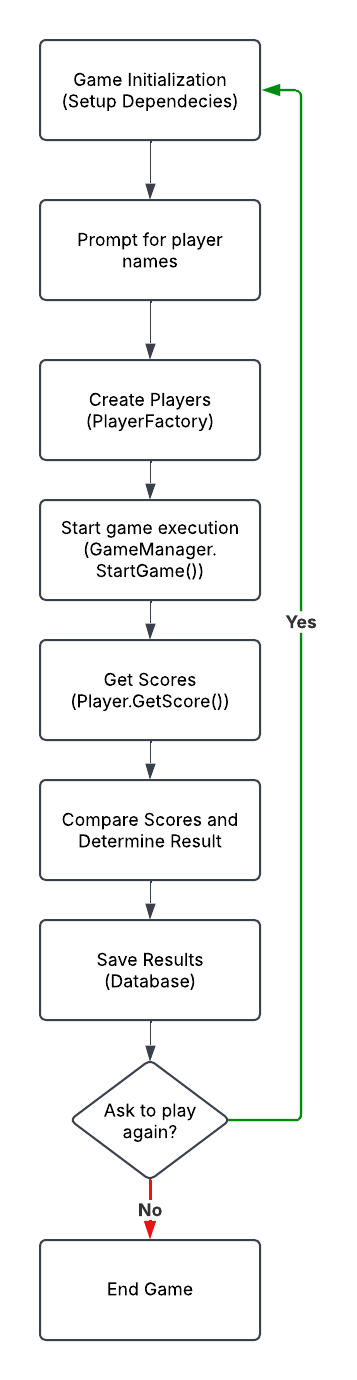 Game Initialization
(Setup Dependecies)
Prompt for player
names
Create Players
(PlayerFactory)
Start game execution
(GameManager.
StartGame())
Yes
Get Scores
(Player.GetScore())
Compare Scores and
Determine Result
Save Results
(Database)
Ask to play
again?
No
End Game